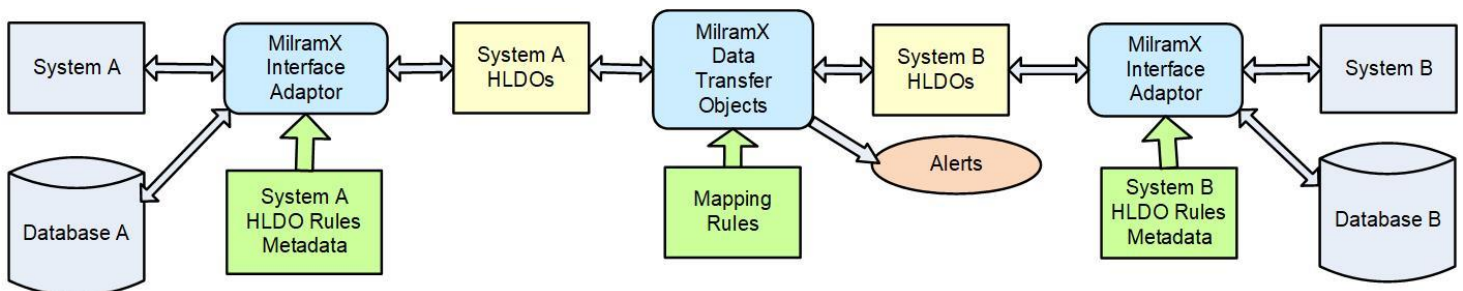 System A
MilramX
Interface
Adaptor
System A
HLDOs
MilramX
Data
Transfer
Objects
System B
HLDOs
MilramX
Interface
Adaptor
System B
Database A
System A
HLDO Rules
Metadata
Mapping
Rules
Alerts
System B
HLDO Rules
Metadata
Database B